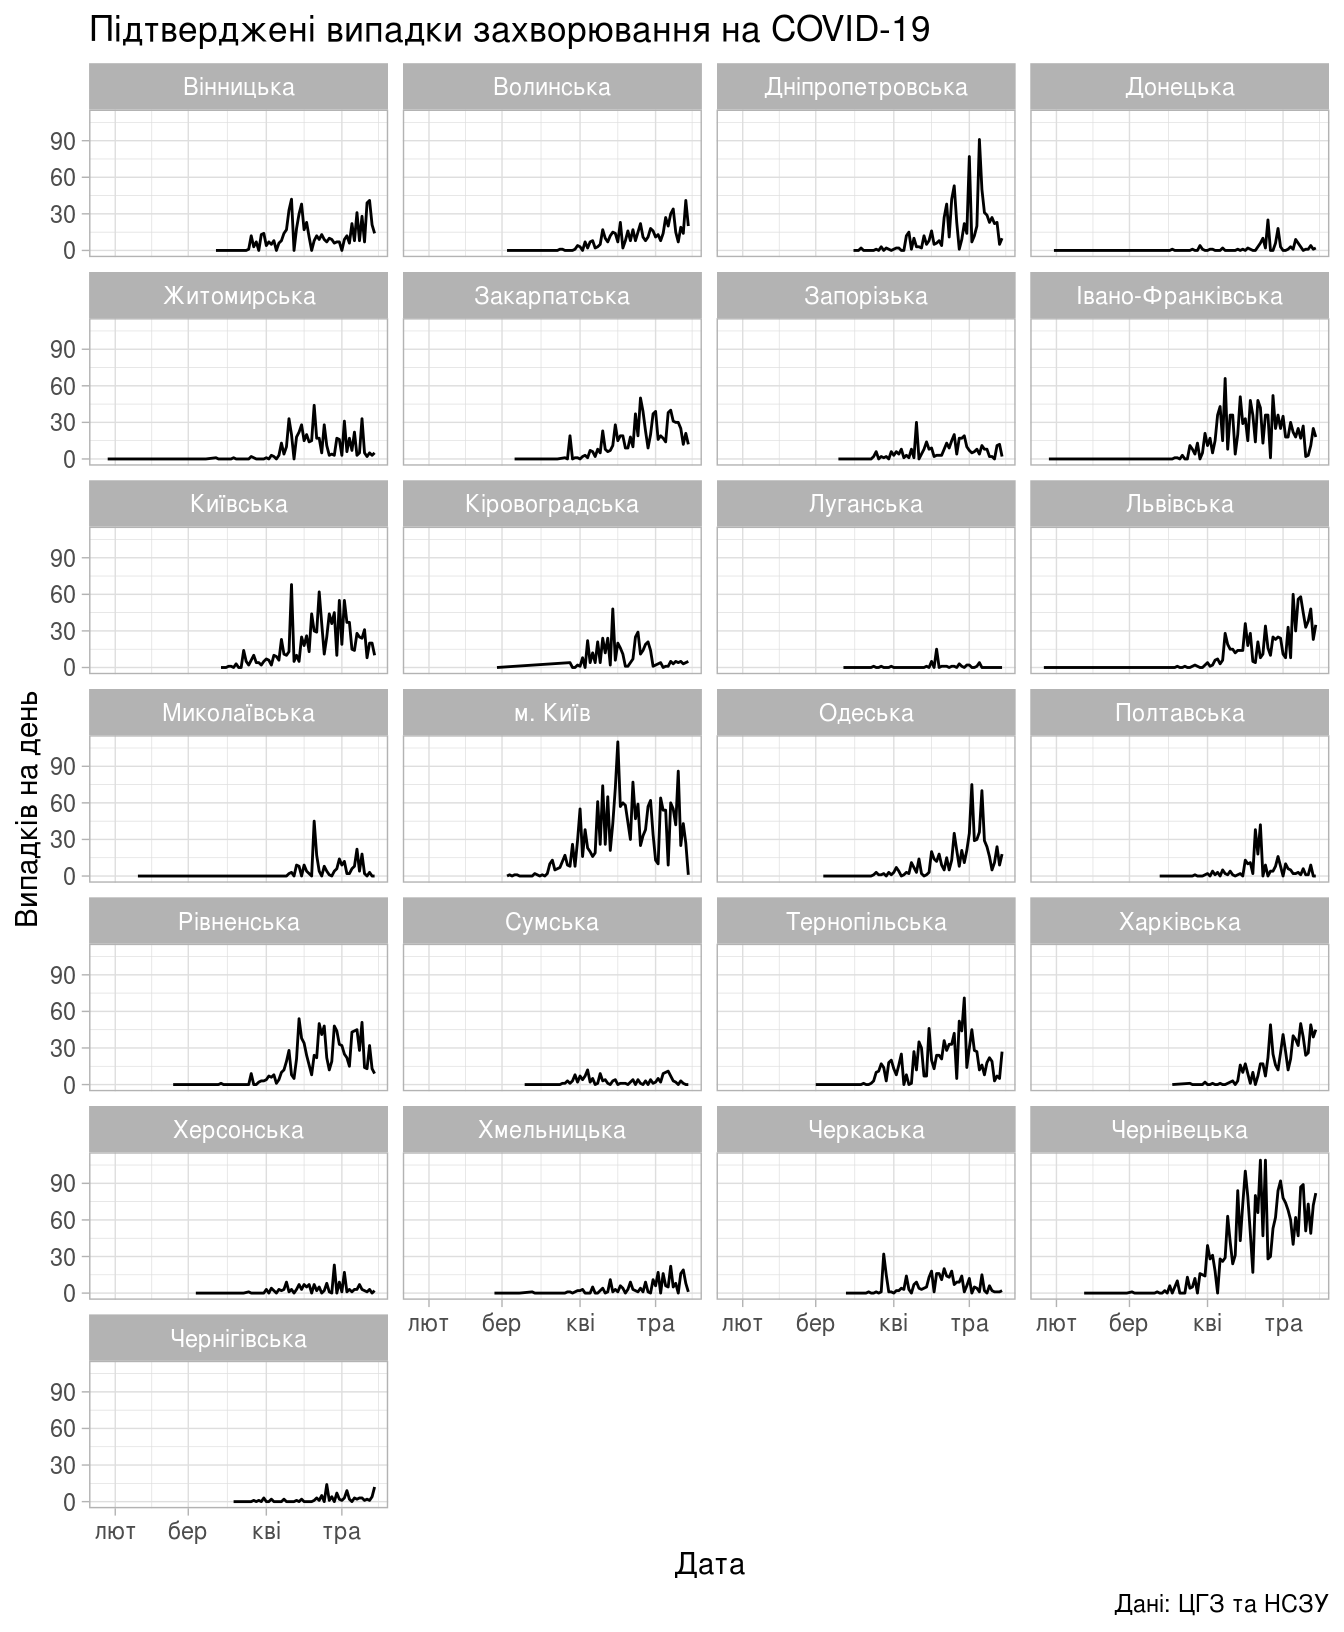 Підтверджені випадки захворювання на COVID-19
Вінницька Волинська Дніпропетровська Донецька
90
60
30
0
Житомирська Закарпатська Запорізька Івано-Франківська
90
60
30
0
Київська Кіровоградська Луганська Львівська
90
60
30
0
Випадків на день
Миколаївська м. Київ Одеська Полтавська
90
60
30
0
Рівненська Сумська Тернопільська Харківська
90
60
30
0
Херсонська Хмельницька Черкаська Чернівецька
90
60
30
0
лют бер кві тра лют бер кві тра лют бер кві тра
Чернігівська
90
60
30
0
лют бер кві тра
Дата
Дані: ЦГЗ та НСЗУ